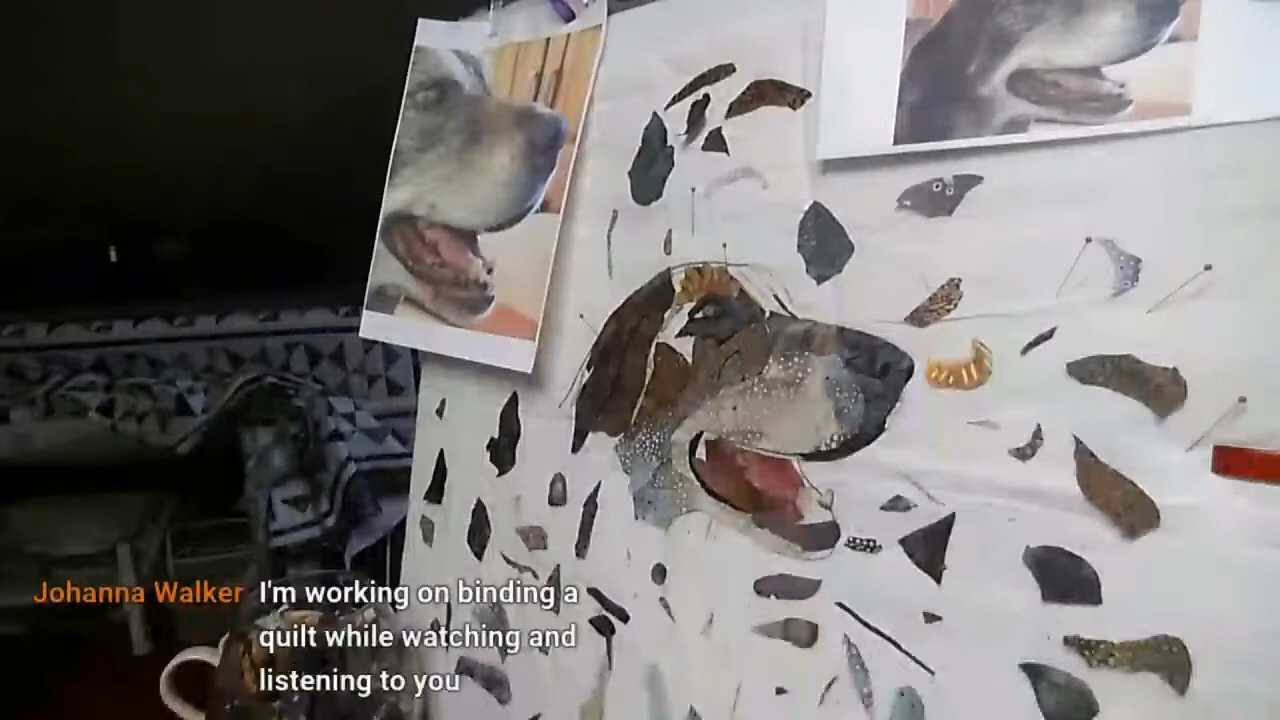 Johanna Walker I'm working on binding a
quilt while watching and
listening to you